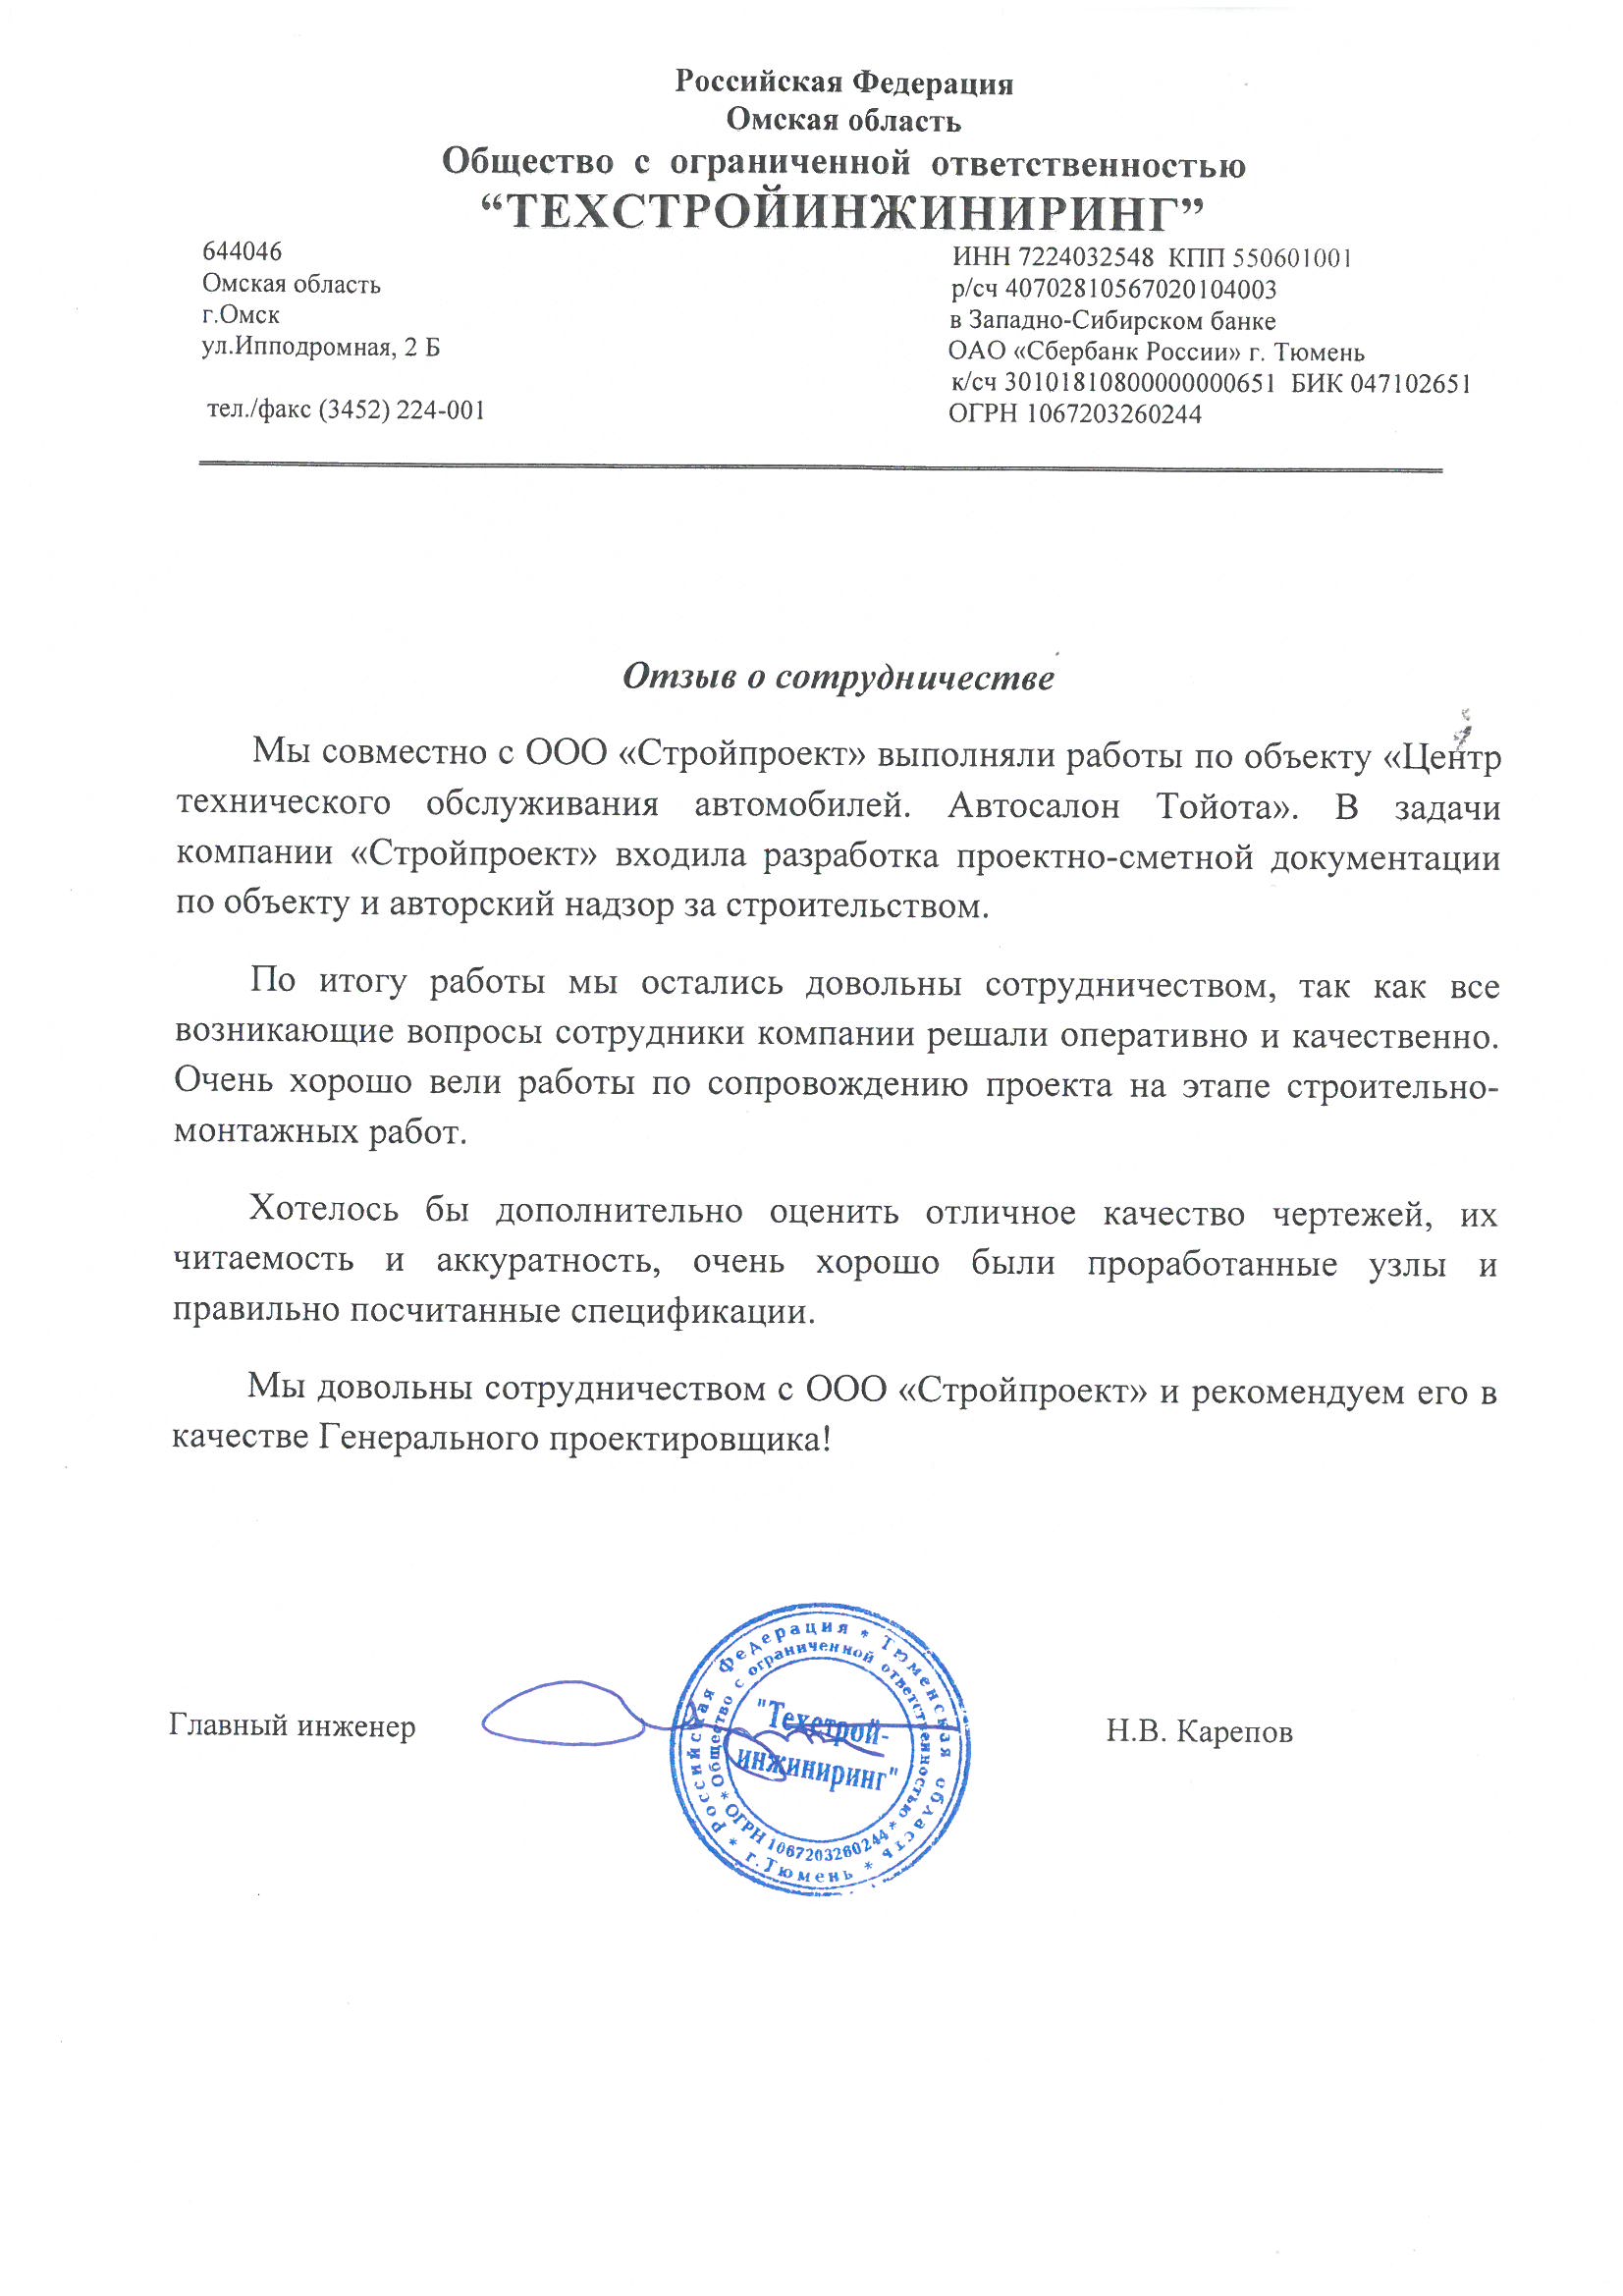 Российская Федерация
Омская область
Общество с ограниченной ответственностью
“ТЕХСТРОЙИНЖИНИРИНГ”
644046
Омская область
г.Омск
ул.Ипподромная, 2 Б
тел./факс (3452) 224-001
ИНН 7224032548 КПП 550601001
р/сч 40702810567020104003
в Западно-Сибирском банке
ОАО «Сбербанк России» г. Тюмень
к/сч 30101810800000000651 БИК 047102651
ОГРН 1067203260244
Отзыв о сотрудничестве
Мы совместно с ООО «Стройпроект» выполняли работы по объекту «Центр
технического обслуживания автомобилей. Автосалон Тойота». В задачи
компании «Стройпроект» входила разработка проектно-сметной документации
по объекту и авторский надзор за строительством.
По итогу работы мы остались довольны сотрудничеством, так как все
возникающие вопросы сотрудники компании решали оперативно и качественно.
Очень хорошо вели работы по сопровождению проекта на этапе строительно-
монтажных работ.
Хотелось бы дополнительно оценить отличное качество чертежей, их
читаемость и аккуратность, очень хорошо были проработанные узлы и
правильно посчитанные спецификации.
Мы довольны сотрудничеством с ООО «Стройпроект» и рекомендуем его в
качестве Генерального проектировщика!
Главный инженер
Н.В. Карепов
* Российская Федерация * Тюменская область * г.Тюмень
* Общество с ограниченной ответственностью *
ОГРН 1067203260244
"Техстрой-
инжиниринг"